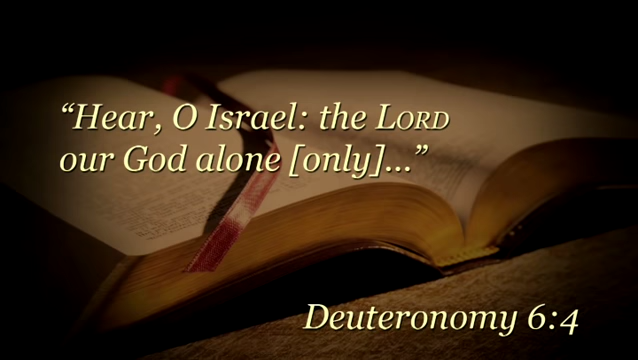 “Hear, O Israel: the LORD
our God alone [only]...”
Deuteronomy 6:4